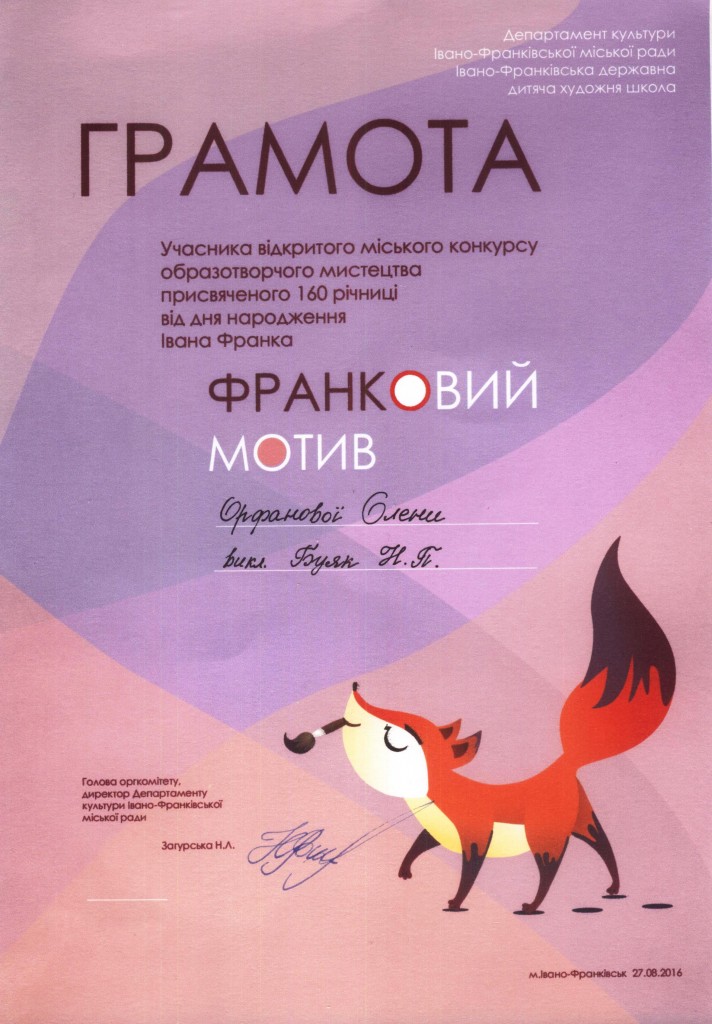 Департамент культури
Івано-Франківської міської ради
Івано-Франківська державна
дитяча художня школа
ГРАМОТА
Учасника відкритого міського конкурсу
образотворчого мистецтва
присвяченого 160 річниці
від дня народження
Івана Франка
ФРАНКОВИЙ
МОТИВ
Орфанової Олени
викл. Буяк Н.П.
Голова оргкомітету,
директор Департаменту
культури Івано-Франківської
міської ради
Загурська Н.Л.
м.Івано-Франківськ 27.08.2016